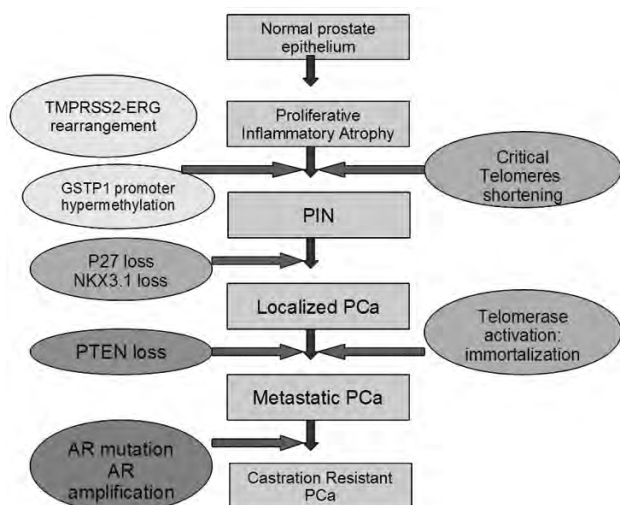 Normal prostate
epithelium
TMPRSS2-ERG
rearrangement
Proliferative
Inflammatory Atrophy
Critical
Telomeres
shortening
GSTP1 promoter
hypermethylation
PIN
P27 loss
NKX3.1 loss
Localized PCa
Telomerase
activation:
immortalization
PTEN loss
Metastatic PCa
AR mutation
AR
amplification
Castration Resistant
PCa